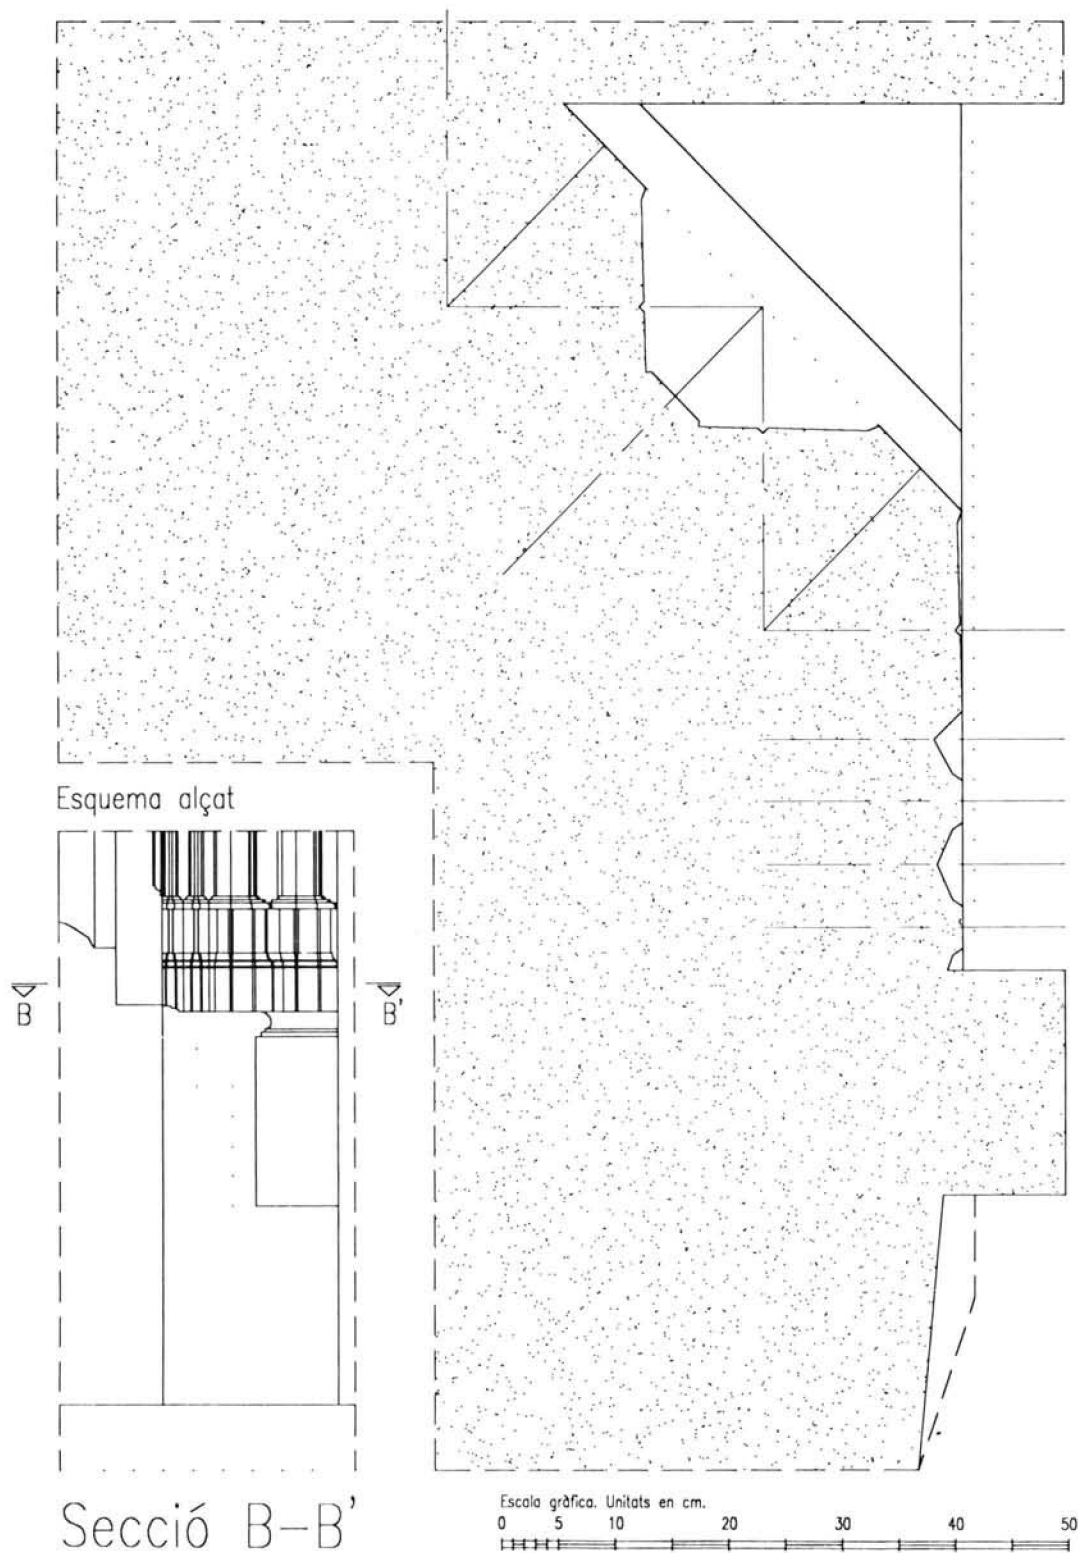 Esquema alçat
B
B'
Secció B-B'
Escala gràfica. Unitats en cm.
0 5 10 20 30 40 50